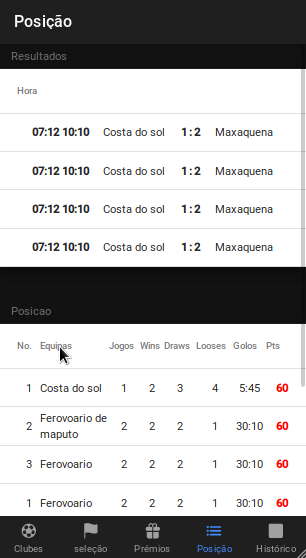 Posição
Resultados
Hora
07:12 10:10 Costa do sol 1 : 2 Maxaquena
07:12 10:10 Costa do sol 1 : 2 Maxaquena
07:12 10:10 Costa do sol 1 : 2 Maxaquena
07:12 10:10 Costa do sol 1 : 2 Maxaquena
Posicao
No. Equipas Jogos Wins Draws Looses Golos Pts
1 Costa do sol 1 2 3 4 5:45 60
2 Ferovoario de maputo 2 2 2 1 30:10 60
3 Ferovoario 2 2 2 1 30:10 60
1 Ferovoario 2 2 2 1 30:10 60
Clubes seleção Prémios Posição Histórico